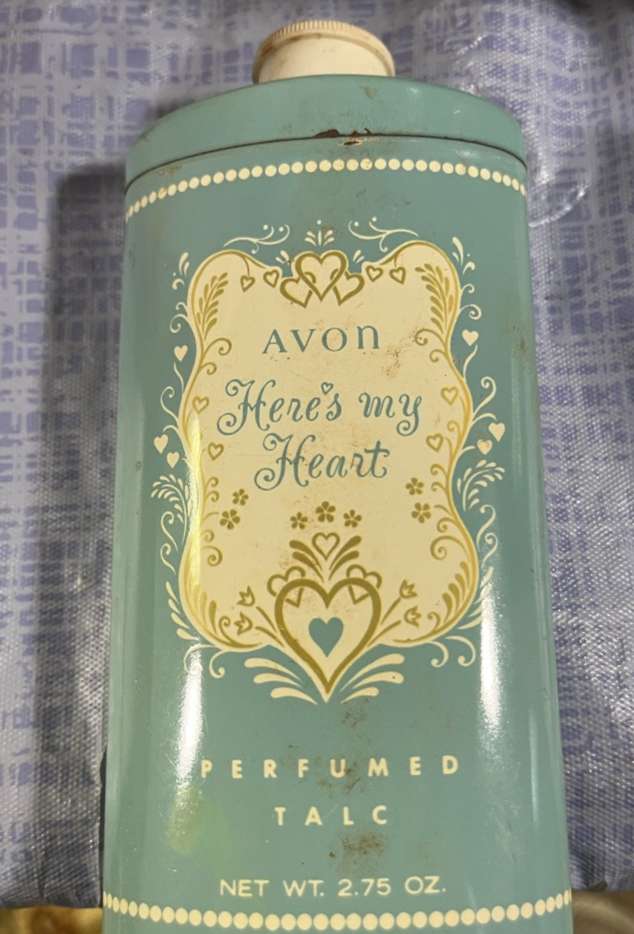 AVON
Here's my
Heart
PERFUMED
TALC
NET WT. 2.75 OZ.